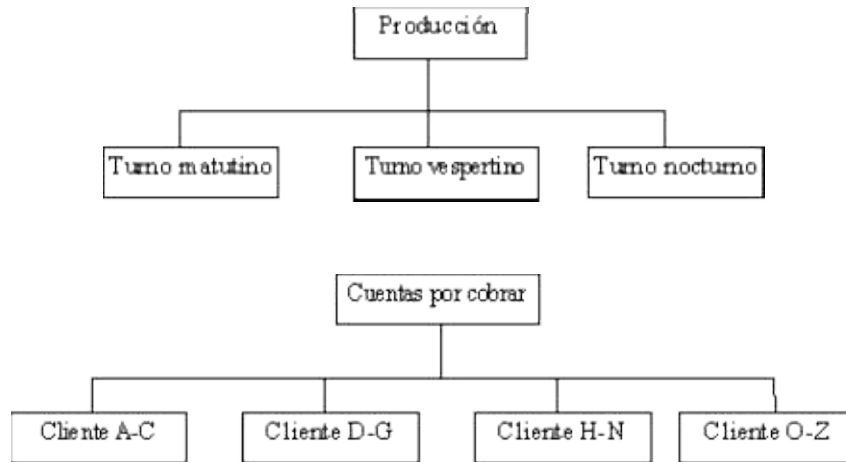 Producción
Turno matutino
Turno vespertino
Turno nocturno
Cuentas por cobrar
Cliente A-C
Cliente D-G
Cliente H-N
Cliente O-Z